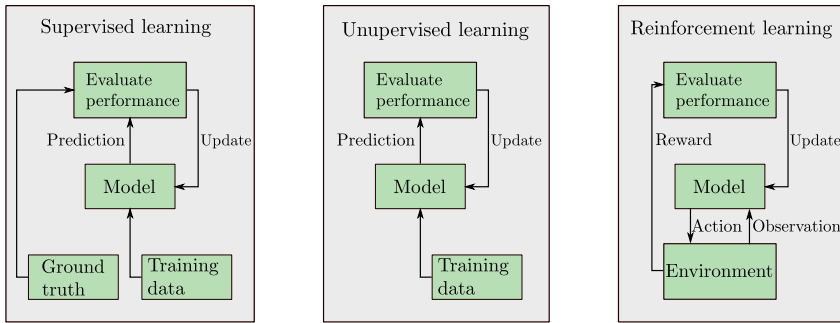 Supervised learning
Evaluate
performance
Prediction
Update
Model
Ground
truth
Training
data
Unupervised learning
Evaluate
performance
Prediction
Update
Model
Training
data
Reinforcement learning
Evaluate
performance
Reward
Update
Model
Action
Observation
Environment